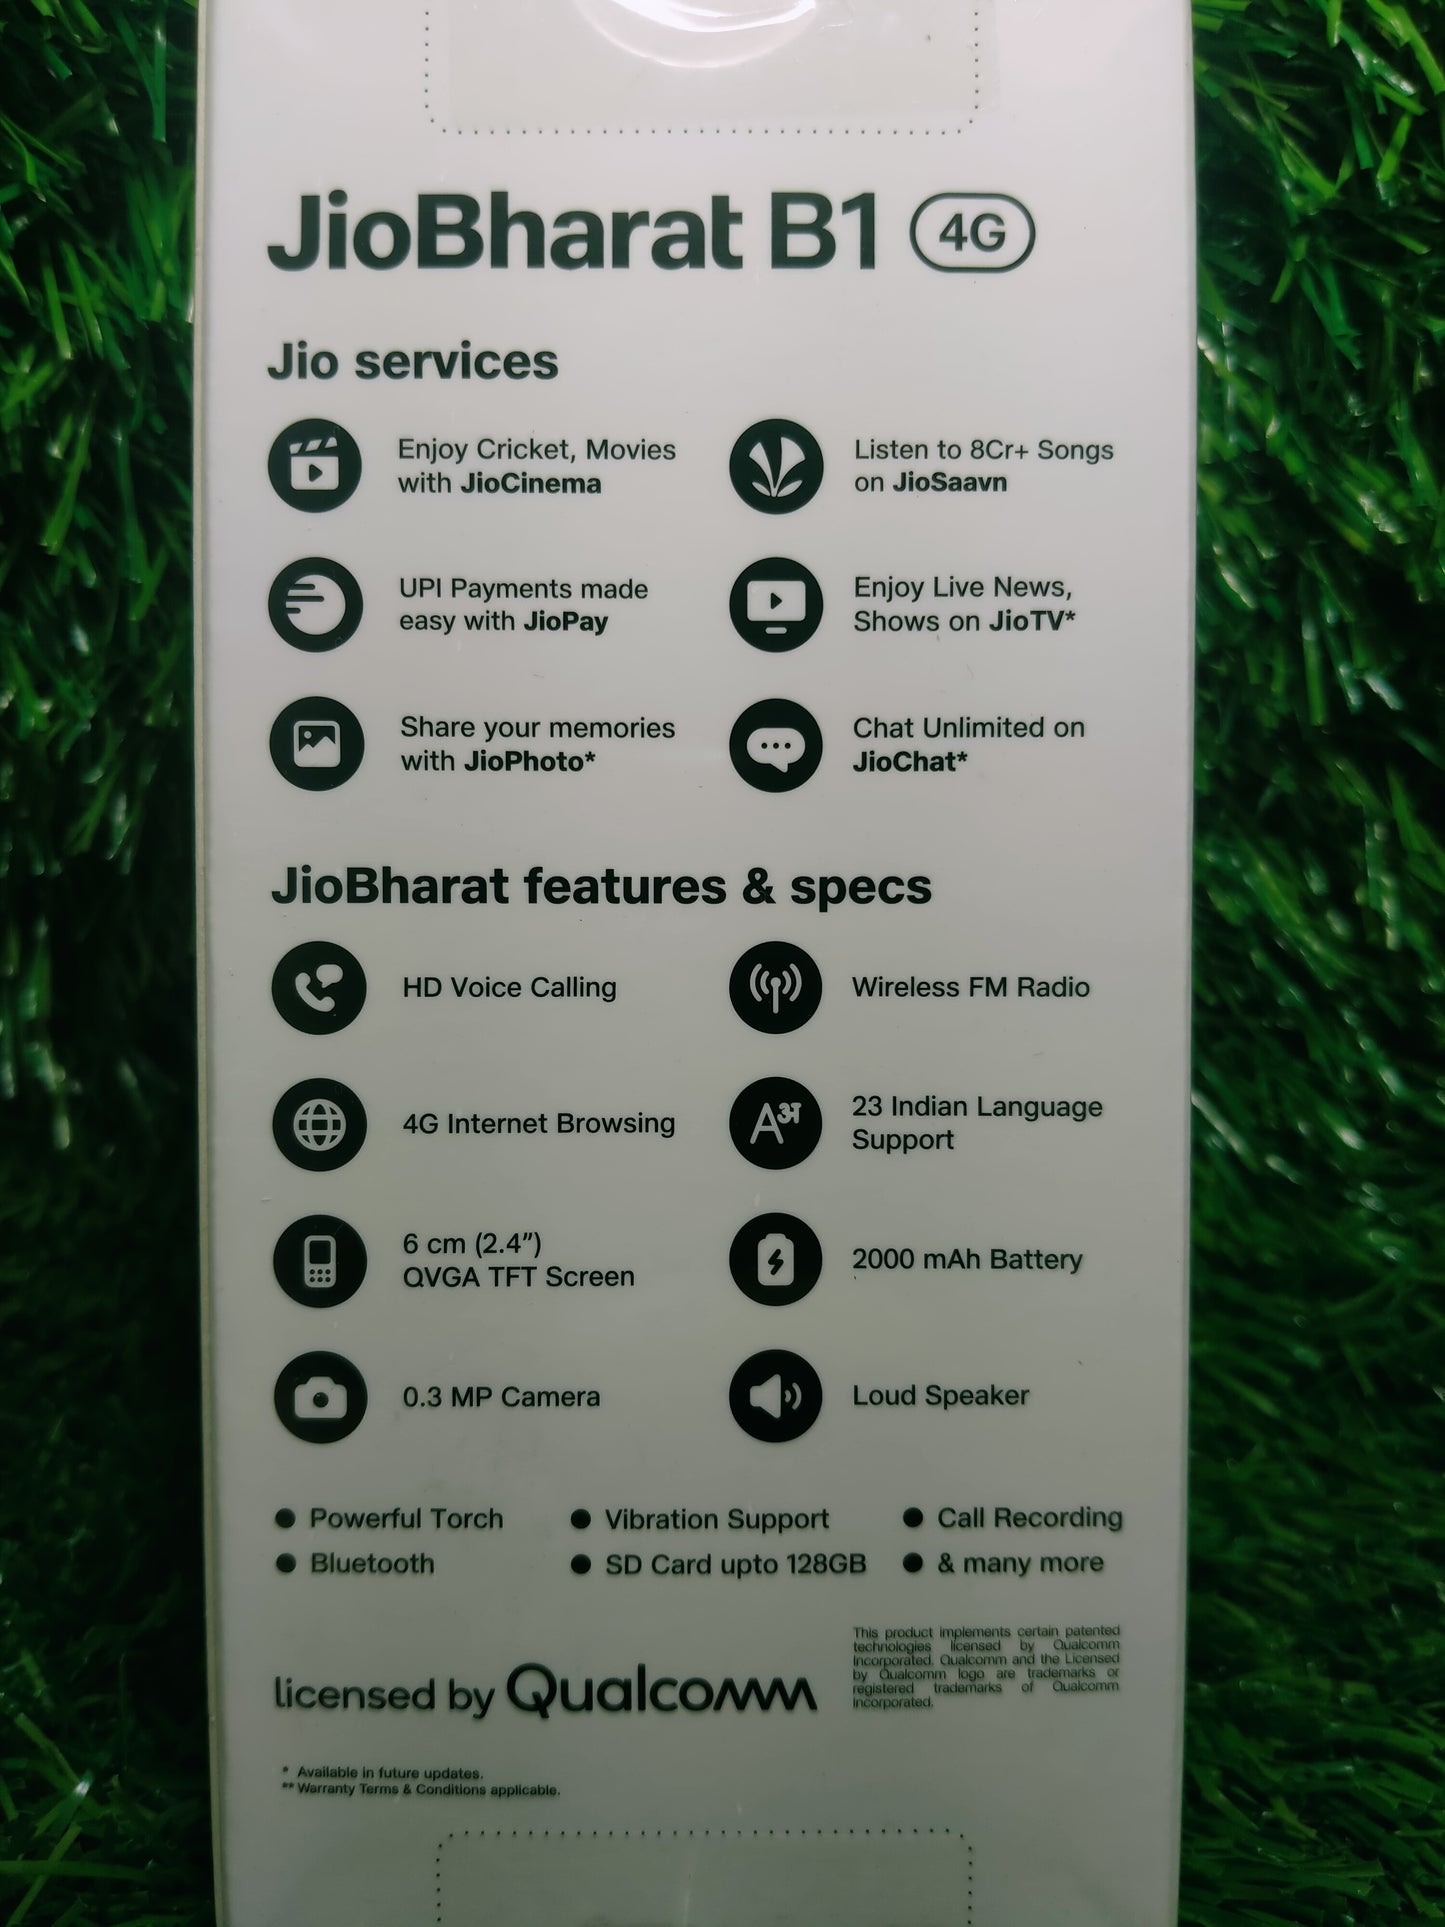 JioBharat B1 4G
Jio services
Enjoy Cricket, Movies
with JioCinema
Listen to 8Cr+ Songs
on JioSaavn
UPI Payments made
easy with JioPay
Enjoy Live News,
Shows on JioTV*
Share your memories
with JioPhoto*
Chat Unlimited on
JioChat*
JioBharat features & specs
HD Voice Calling
Wireless FM Radio
4G Internet Browsing
A अ
23 Indian Language
Support
6 cm (2.4″)
QVGA TFT Screen
2000 mAh Battery
0.3 MP Camera
Loud Speaker
● Powerful Torch ● Vibration Support ● Call Recording
● Bluetooth ● SD Card upto 128GB ● & many more
licensed by Qualcomm
This product implements certain patented
technologies licensed by Qualcomm
Incorporated. Qualcomm and the Licensed
by Qualcomm logo are trademarks or
registered trademarks of Qualcomm
Incorporated.
* Available in future updates.
** Warranty Terms & Conditions applicable.